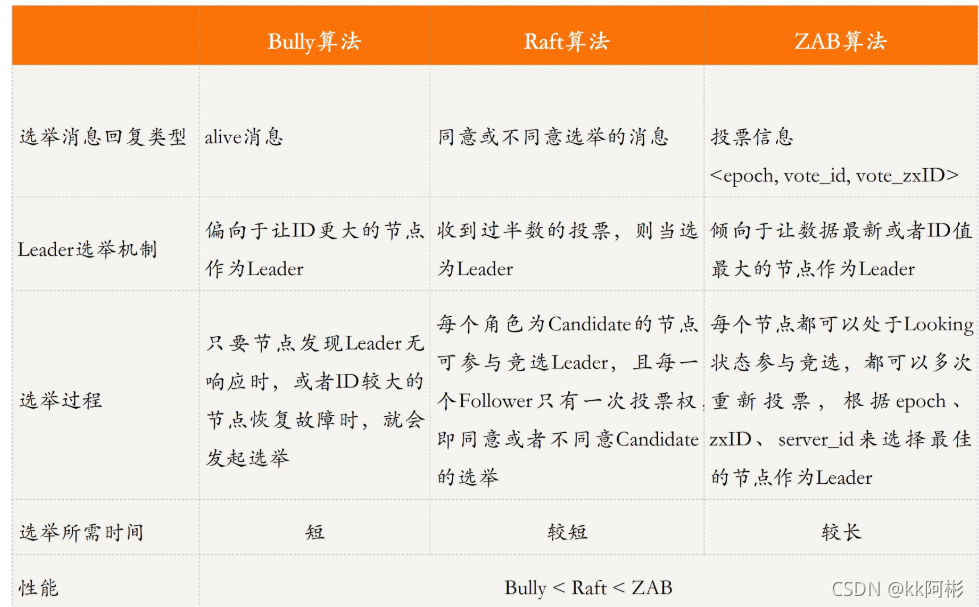 Bully算法
Raft算法
ZAB算法
选举消息回复类型
alive消息
同意或不同意选举的消息
投票信息
<epoch, vote_id, vote_zxID>
Leader选举机制
偏向于让ID更大的节点
作为Leader
收到过半数的投票，则当选
为Leader
倾向于让数据最新或者ID值
最大的节点作为Leader
选举过程
只要节点发现Leader无
响应时，或者ID较大的
节点恢复故障时，就会
发起选举
每个角色为Candidate的节点
可参与竞选Leader，且每一
个Follower只有一次投票权,
即同意或者不同意Candidate
的选举
每个节点都可以处于Looking
状态参与竞选，都可以多次
重新投票，根据epoch、
zxID、server_id来选择最佳
的节点作为Leader
选举所需时间
短
较短
较长
性能
Bully < Raft < ZAB
CSDN @kk阿彬